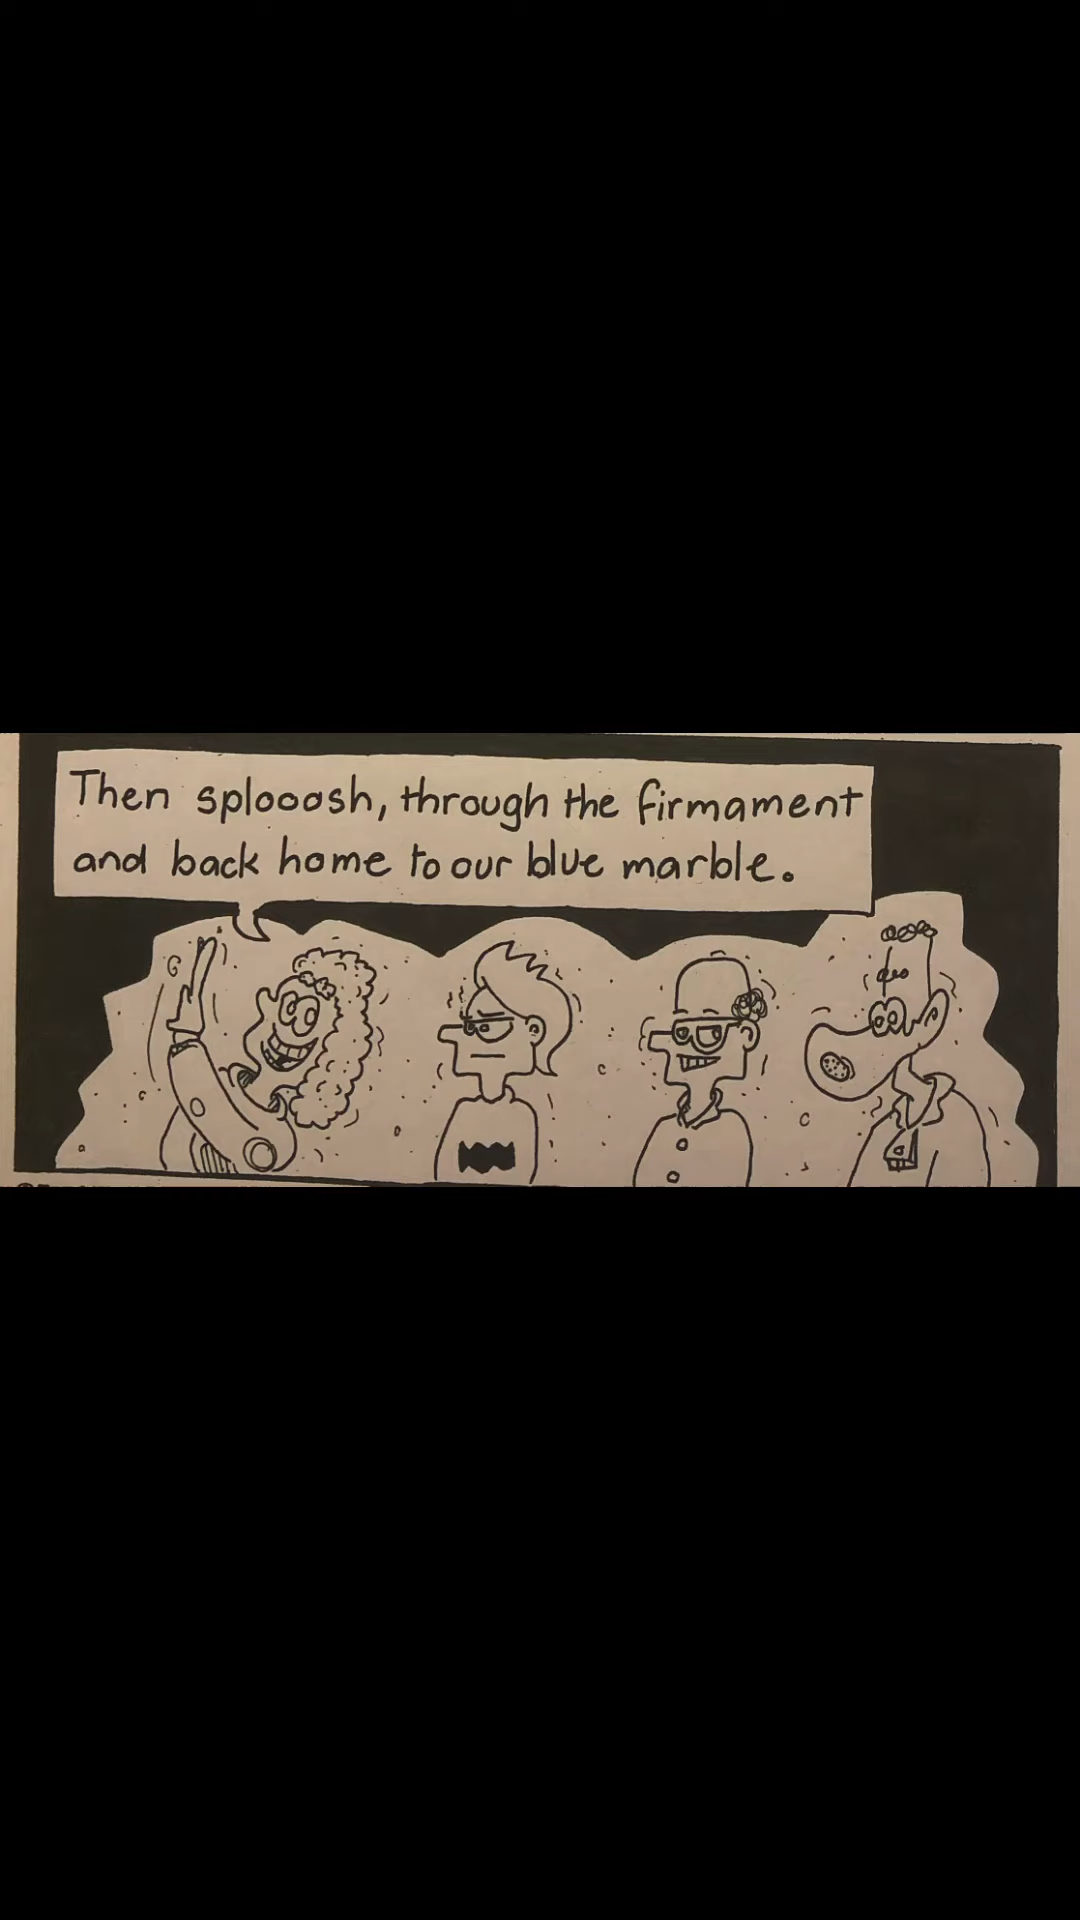 Then splooosh, through the firmament
and back home to our blue marble.